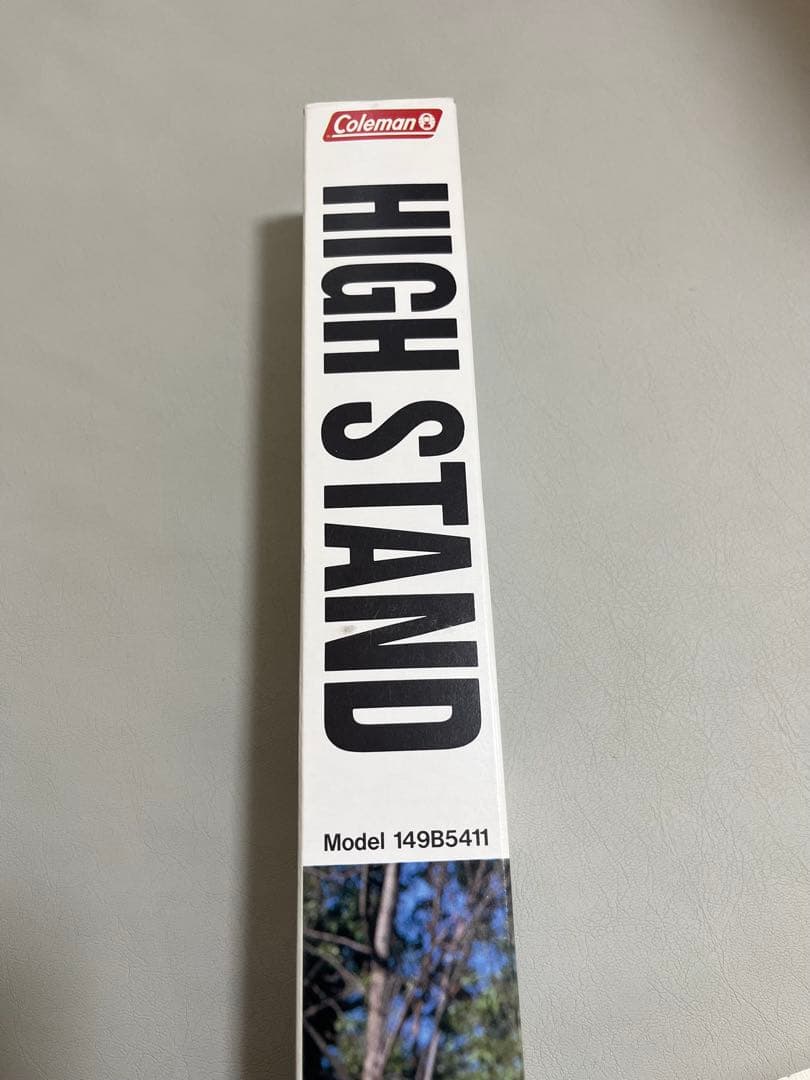 Coleman
HIGH STAND
Model 149B5411